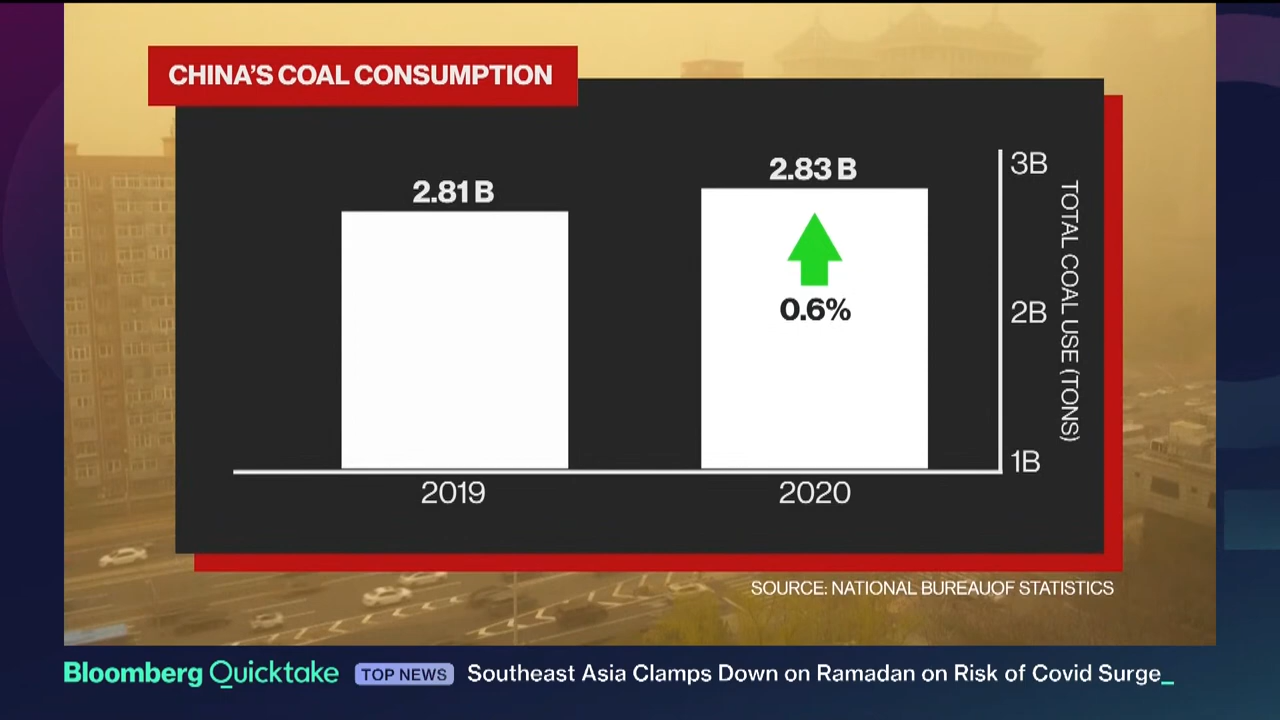 CHINA'S COAL CONSUMPTION
2.81 B
2.83 B
0.6%
3B
2B
1B
TOTAL COAL USE (TONS)
2019
2020
SOURCE: NATIONAL BUREAUOF STATISTICS
Bloomberg Quicktake TOP NEWS Southeast Asia Clamps Down on Ramadan on Risk of Covid Surge_